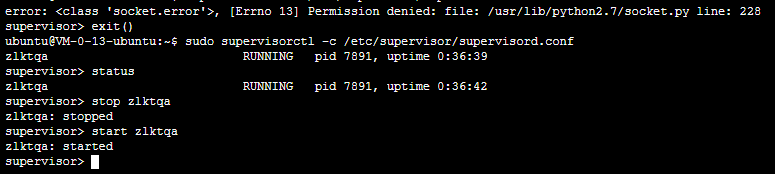 error: <class 'socket.error'>, [Errno 13] Permission denied: file: /usr/lib/python2.7/socket.py line: 228
supervisor> exit()
ubuntu@VM-0-13-ubuntu:~$ sudo supervisorctl -c /etc/supervisor/supervisord.conf
zlktqa                           RUNNING   pid 7891, uptime 0:36:39
supervisor> status
zlktqa                           RUNNING   pid 7891, uptime 0:36:42
supervisor> stop zlktqa
zlktqa: stopped
supervisor> start zlktqa
zlktqa: started
supervisor>